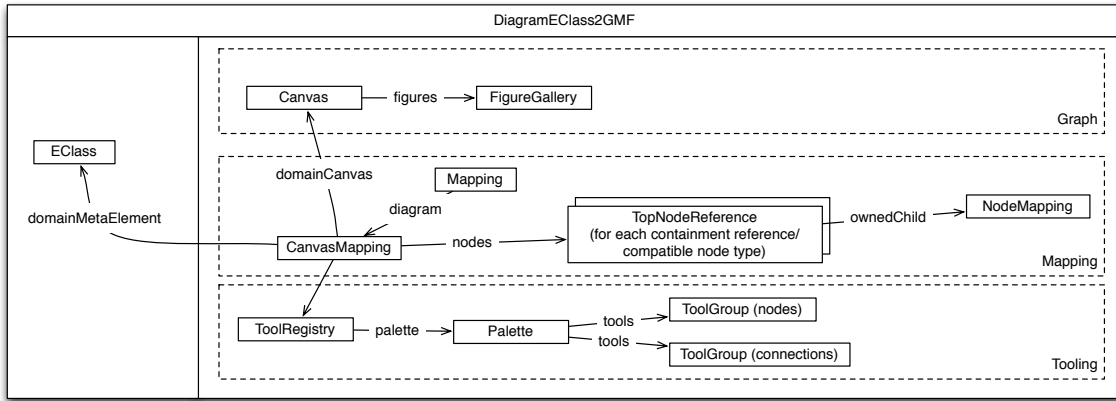 DiagramEClass2GMF
Canvas
figures
FigureGallery
Graph
EClass
domainMetaElement
domainCanvas
Mapping
diagram
CanvasMapping
nodes
TopNodeReference
(for each containment reference/
compatible node type)
ownedChild
NodeMapping
Mapping
ToolRegistry
palette
Palette
tools
tools
ToolGroup (nodes)
ToolGroup (connections)
Tooling